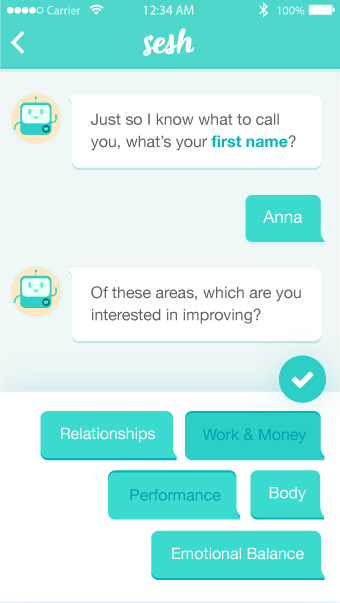 Carrier 12:34 AM 100%
sesh
Just so I know what to call
you, what's your first name?
Anna
Of these areas, which are you
interested in improving?
Relationships Work & Money
Performance Body
Emotional Balance